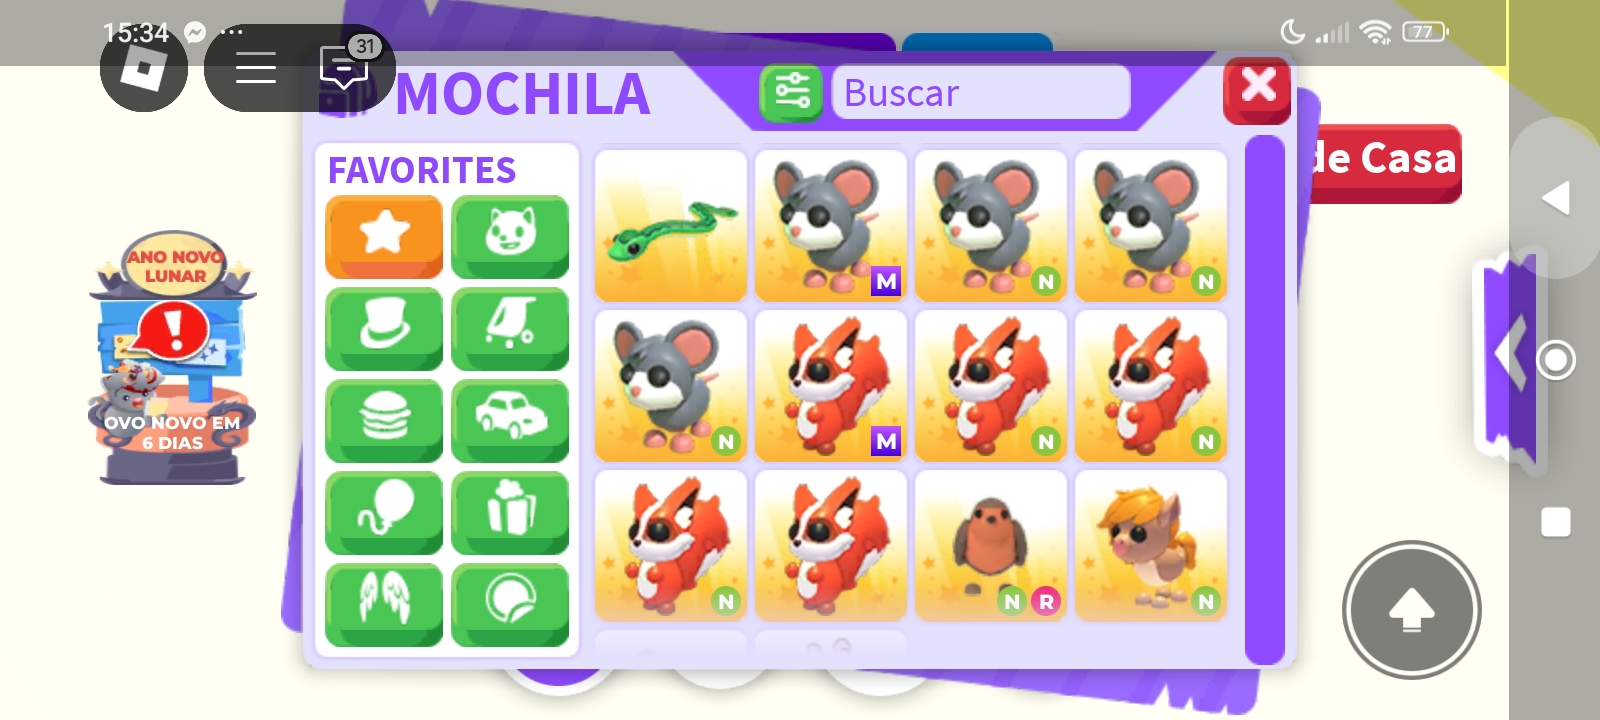 15:34
77
31
MOCHILA
Buscar
de Casa
FAVORITES
ANO NOVO
LUNAR
!
OVO NOVO EM
6 DIAS
M
N
N
N
M
N
N
N
N R
N